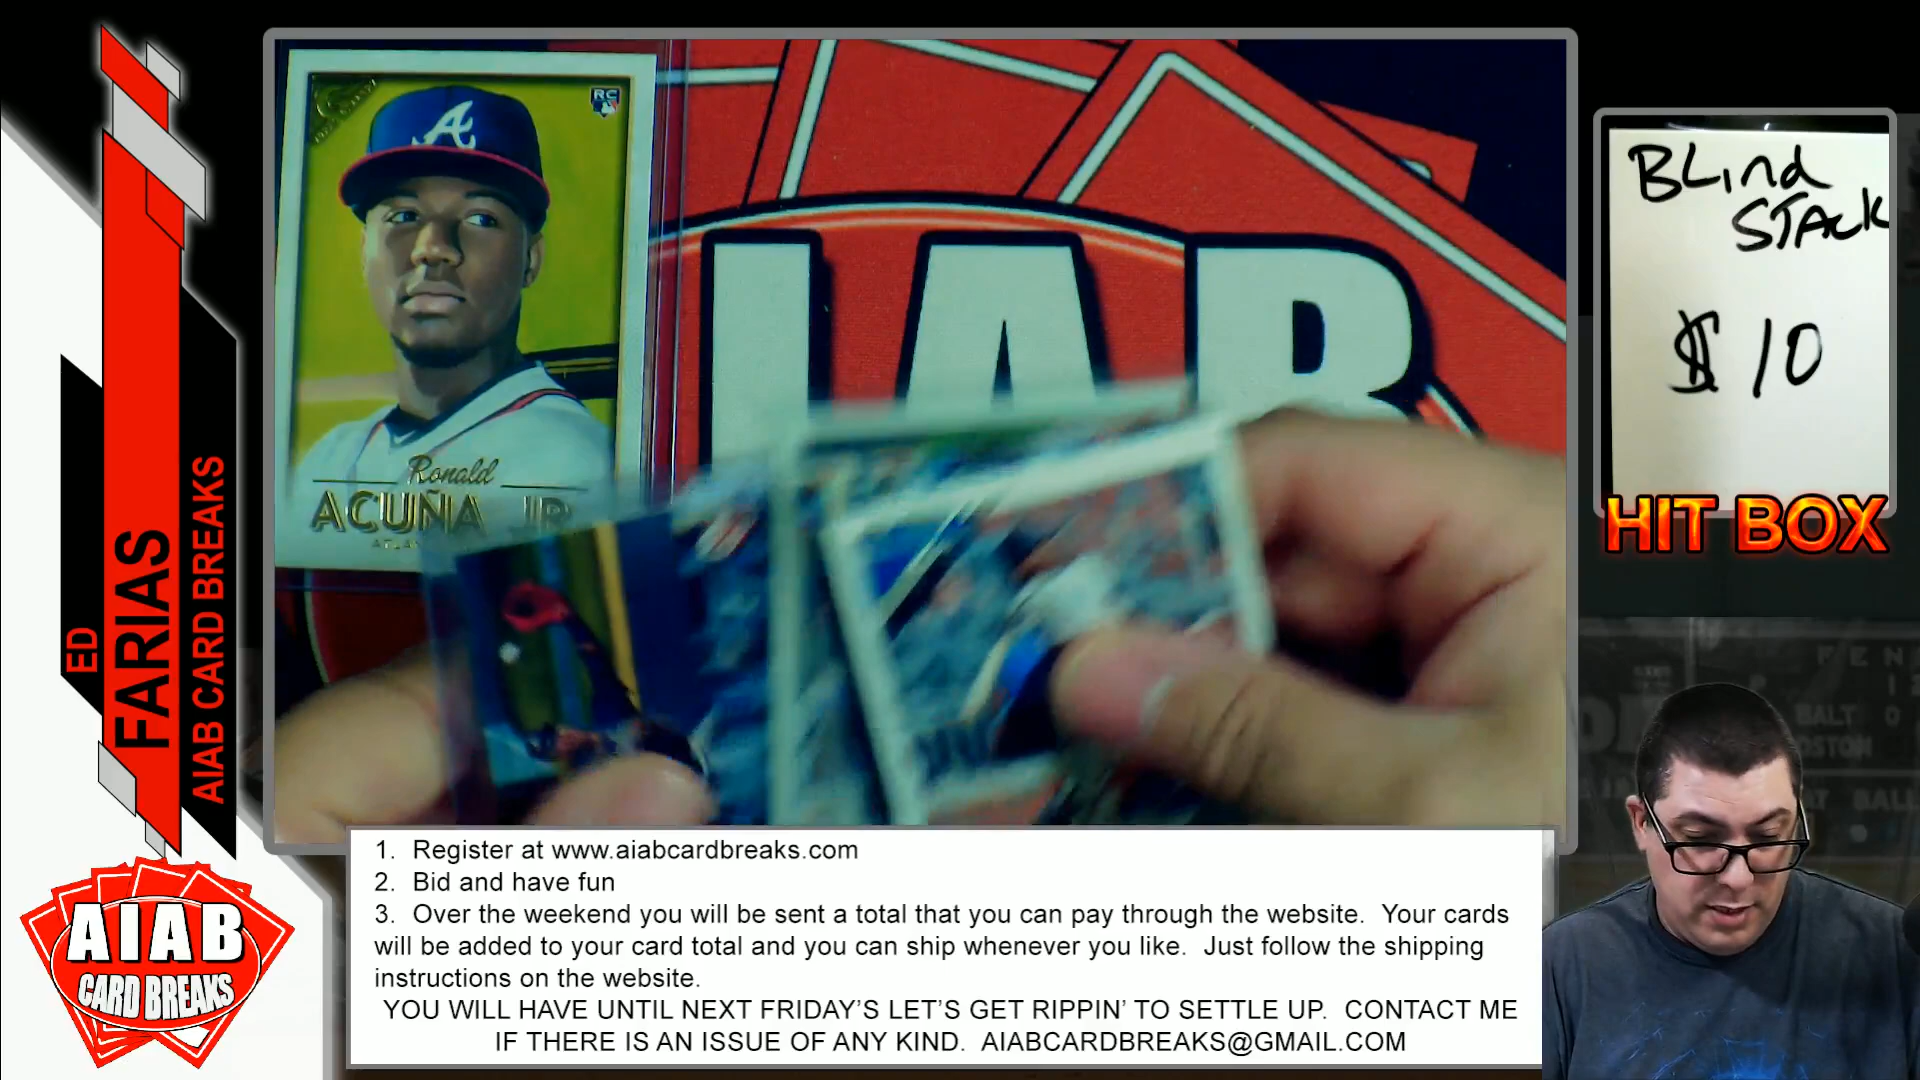 ED
FARIAS
AIAB CARD BREAKS
AIAB
CARD BREAKS
A
RC
Ronald
ACUÑA JR
IAB
BLind
STAck
$10
HIT BOX
BALT 0
1. Register at www.aiabcardbreaks.com
2. Bid and have fun
3. Over the weekend you will be sent a total that you can pay through the website. Your cards
will be added to your card total and you can ship whenever you like. Just follow the shipping
instructions on the website.
YOU WILL HAVE UNTIL NEXT FRIDAY'S LET'S GET RIPPIN' TO SETTLE UP. CONTACT ME
IF THERE IS AN ISSUE OF ANY KIND. AIABCARDBREAKS@GMAIL.COM